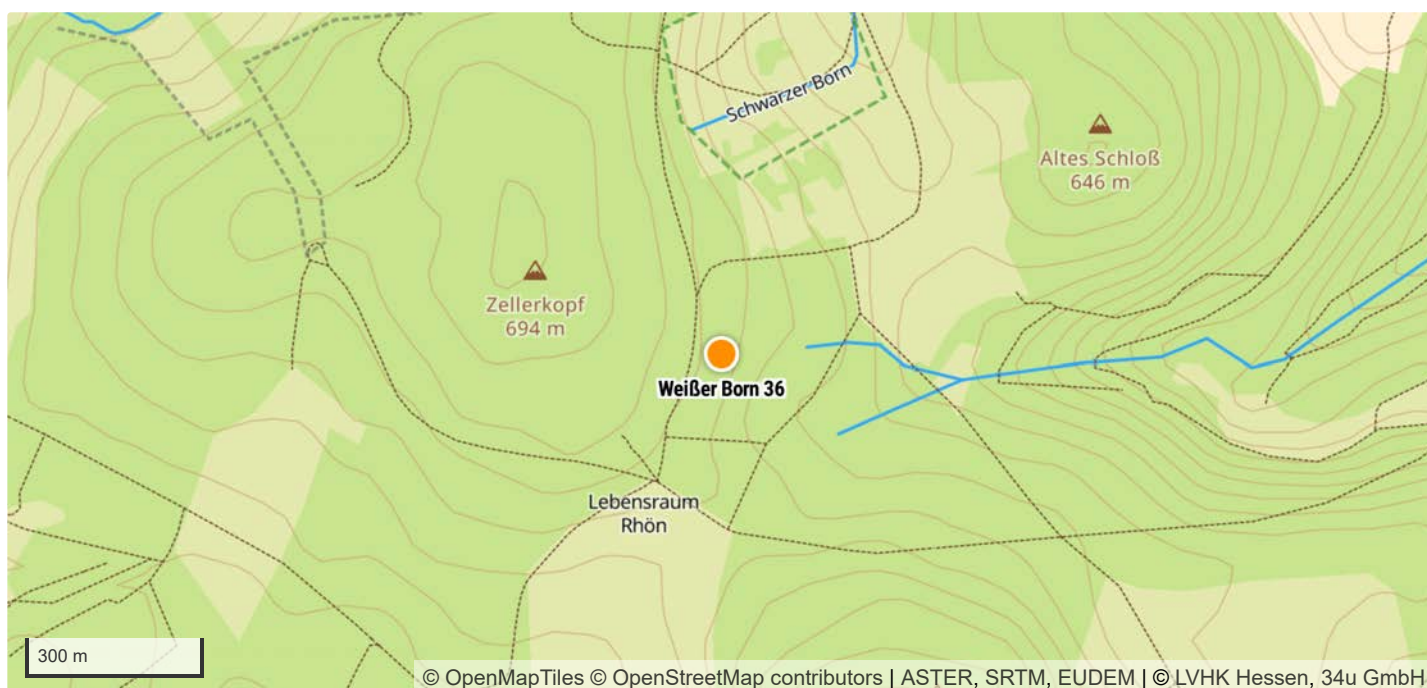 Schwarzer Born
Altes Schloß
646 m
Zellerkopf
694 m
Weißer Born 36
Lebensraum
Rhön
300 m
© OpenMapTiles © OpenStreetMap contributors | ASTER, SRTM, EUDEM | © LVHK Hessen, 34u GmbH